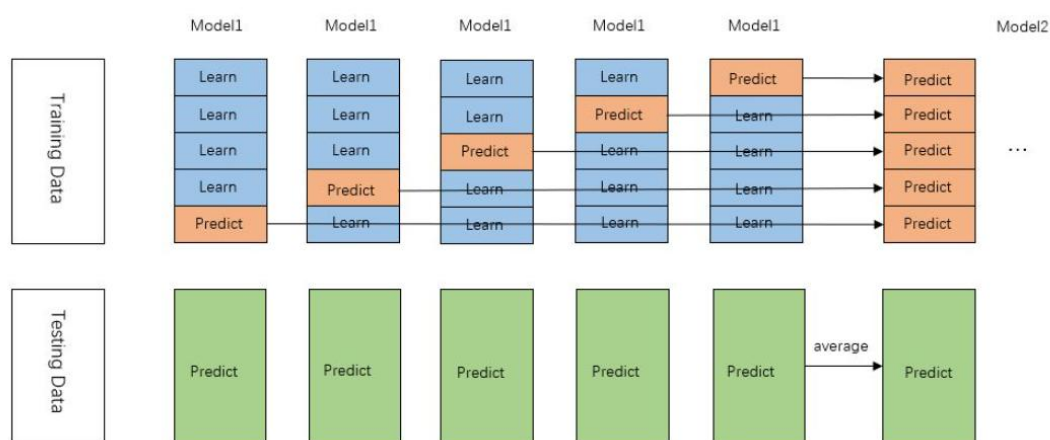 Model1 Model1 Model1 Model1 Model1 Model2
Training Data
Learn Learn Learn Learn Predict Predict
Learn Learn Learn Predict Learn Predict
Learn Learn Predict Learn Learn Predict ...
Learn Predict Learn Learn Learn Predict
Predict Learn Learn Learn Learn Predict
Testing Data
average
Predict Predict Predict Predict Predict Predict